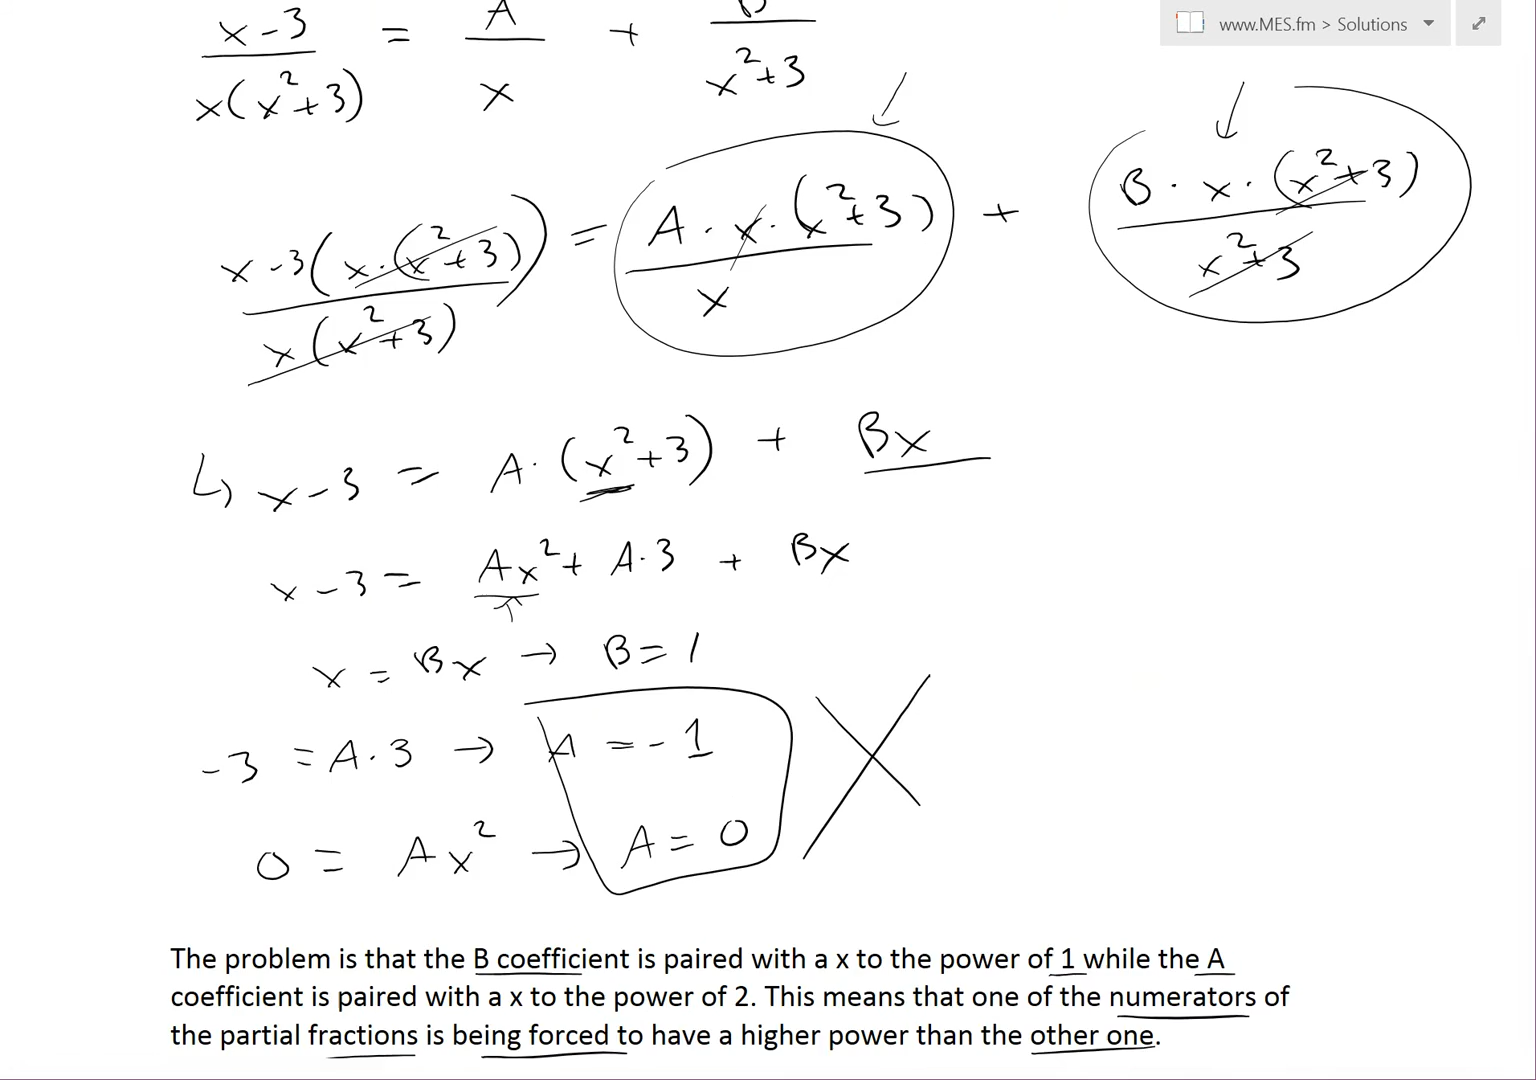 www.MES.fm > Solutions
x-3 / x(x²+3) = A / x + B / x²+3
x-3(x·(x²+3)) / x(x²+3) = A·x·(x²+3) / x + B·x·(x²+3) / x²+3
↳ x-3 = A·(x²+3) + Bx
x-3 = Ax² + A·3 + Bx
x = Bx → B = 1
-3 = A·3 → A = -1
0 = Ax² → A = 0
The problem is that the B coefficient is paired with a x to the power of 1 while the A
coefficient is paired with a x to the power of 2. This means that one of the numerators of
the partial fractions is being forced to have a higher power than the other one.